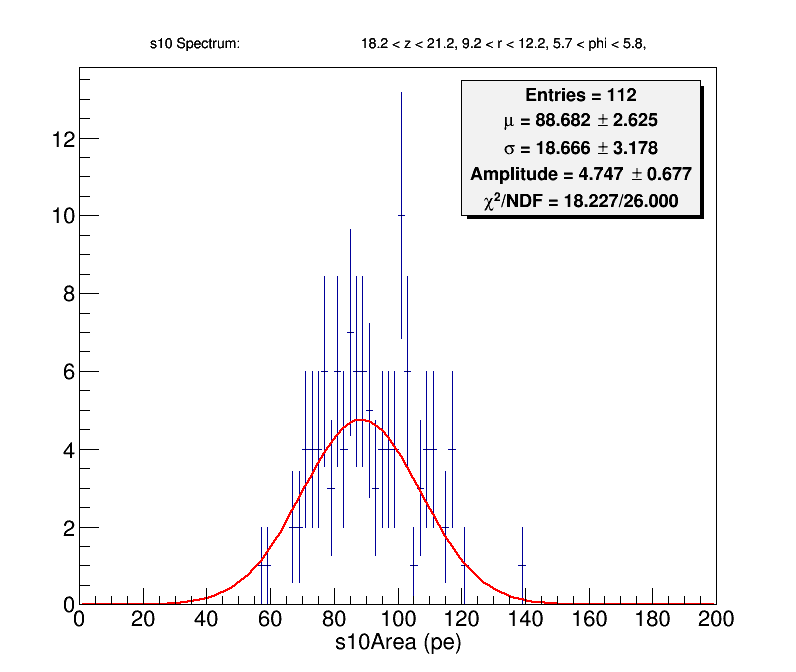 s10 Spectrum: 18.2 < z < 21.2, 9.2 < r < 12.2, 5.7 < phi < 5.8,
Entries = 112
μ = 88.682 ± 2.625
σ = 18.666 ± 3.178
Amplitude = 4.747 ± 0.677
χ²/NDF = 18.227/26.000
12
10
8
6
4
2
0
0 20 40 60 80 100 120 140 160 180 200
s10Area (pe)